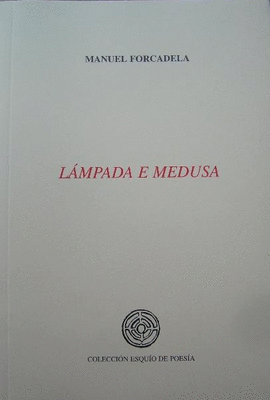 MANUEL FORCADELA
LÁMPADA E MEDUSA
COLECCIÓN ESQUÍO DE POESÍA